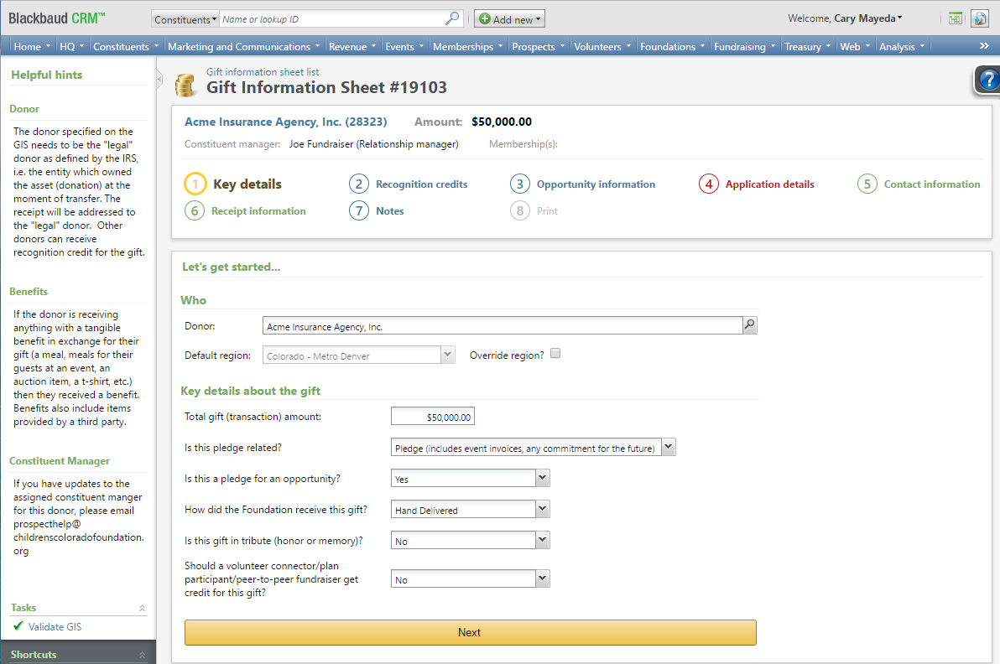 Blackbaud CRM™
Constituents
Name or lookup ID
Add new
Welcome, Cary Mayeda
Home HQ Constituents Marketing and Communications Revenue Events Memberships Prospects Volunteers Foundations Fundraising Treasury Web Analysis »
Helpful hints
Donor
The donor specified on the
GIS needs to be the "legal"
donor as defined by the IRS,
i.e. the entity which owned
the asset (donation) at the
moment of transfer. The
receipt will be addressed to
the "legal" donor.  Other
donors can receive
recognition credit for the gift.
Benefits
If the donor is receiving
anything with a tangible
benefit in exchange for their
gift (a meal, meals for their
guests at an event, an
auction item, a t-shirt, etc.)
then they received a benefit.
Benefits also include items
provided by a third party.
Constituent Manager
If you have updates to the
assigned constituent manger
for this donor, please email
prospecthelp@
childrenscoloradofoundation.
org
Tasks
Validate GIS
Shortcuts
Gift information sheet list
Gift Information Sheet #19103
?
Acme Insurance Agency, Inc. (28323) Amount: $50,000.00
Constituent manager: Joe Fundraiser (Relationship manager) Membership(s):
1 Key details 2 Recognition credits 3 Opportunity information 4 Application details 5 Contact information
6 Receipt information 7 Notes 8 Print
Let's get started...
Who
Donor: Acme Insurance Agency, Inc.
Default region: Colorado - Metro Denver Override region?
Key details about the gift
Total gift (transaction) amount: $50,000.00
Is this pledge related? Pledge (includes event invoices, any commitment for the future)
Is this a pledge for an opportunity? Yes
How did the Foundation receive this gift? Hand Delivered
Is this gift in tribute (honor or memory)? No
Should a volunteer connector/plan
participant/peer-to-peer fundraiser get No
credit for this gift?
Next